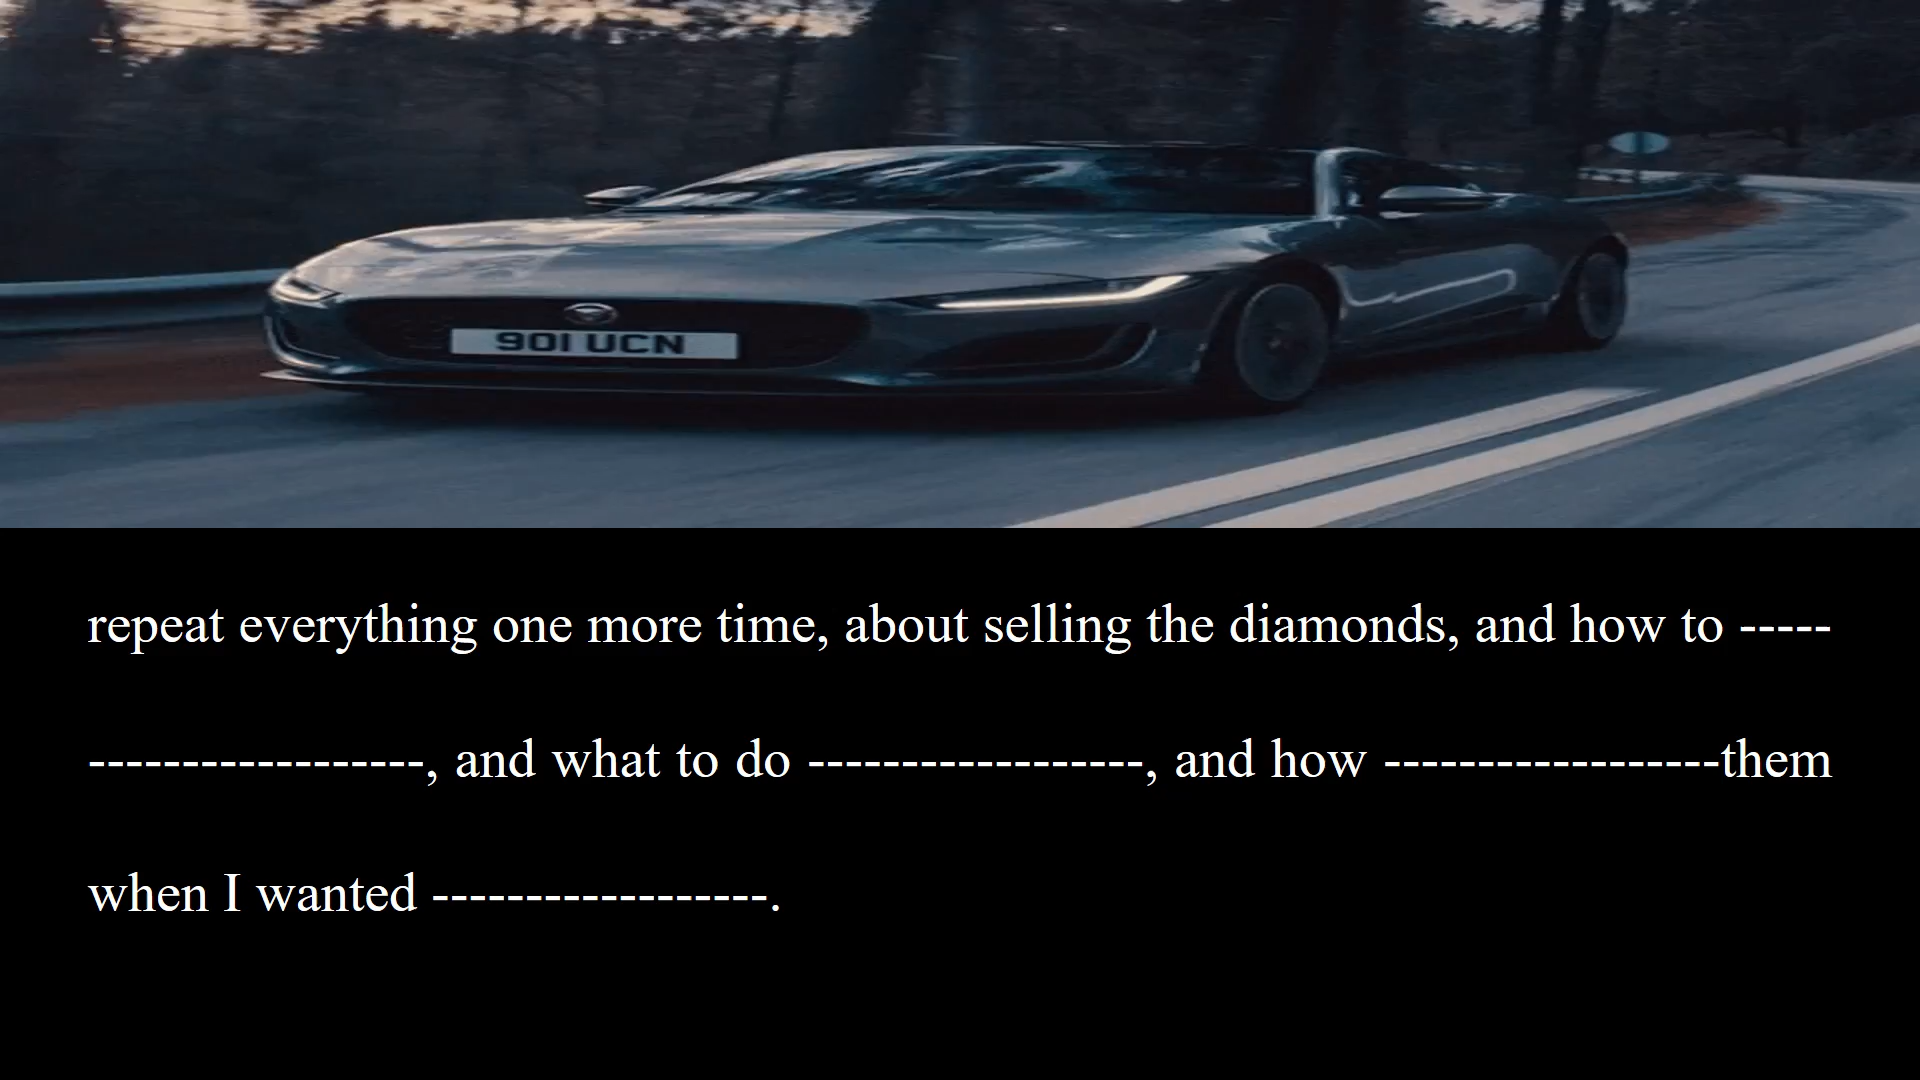 901 UCN
repeat everything one more time, about selling the diamonds, and how to -----
------------------, and what to do ------------------, and how ------------------them
when I wanted ------------------.